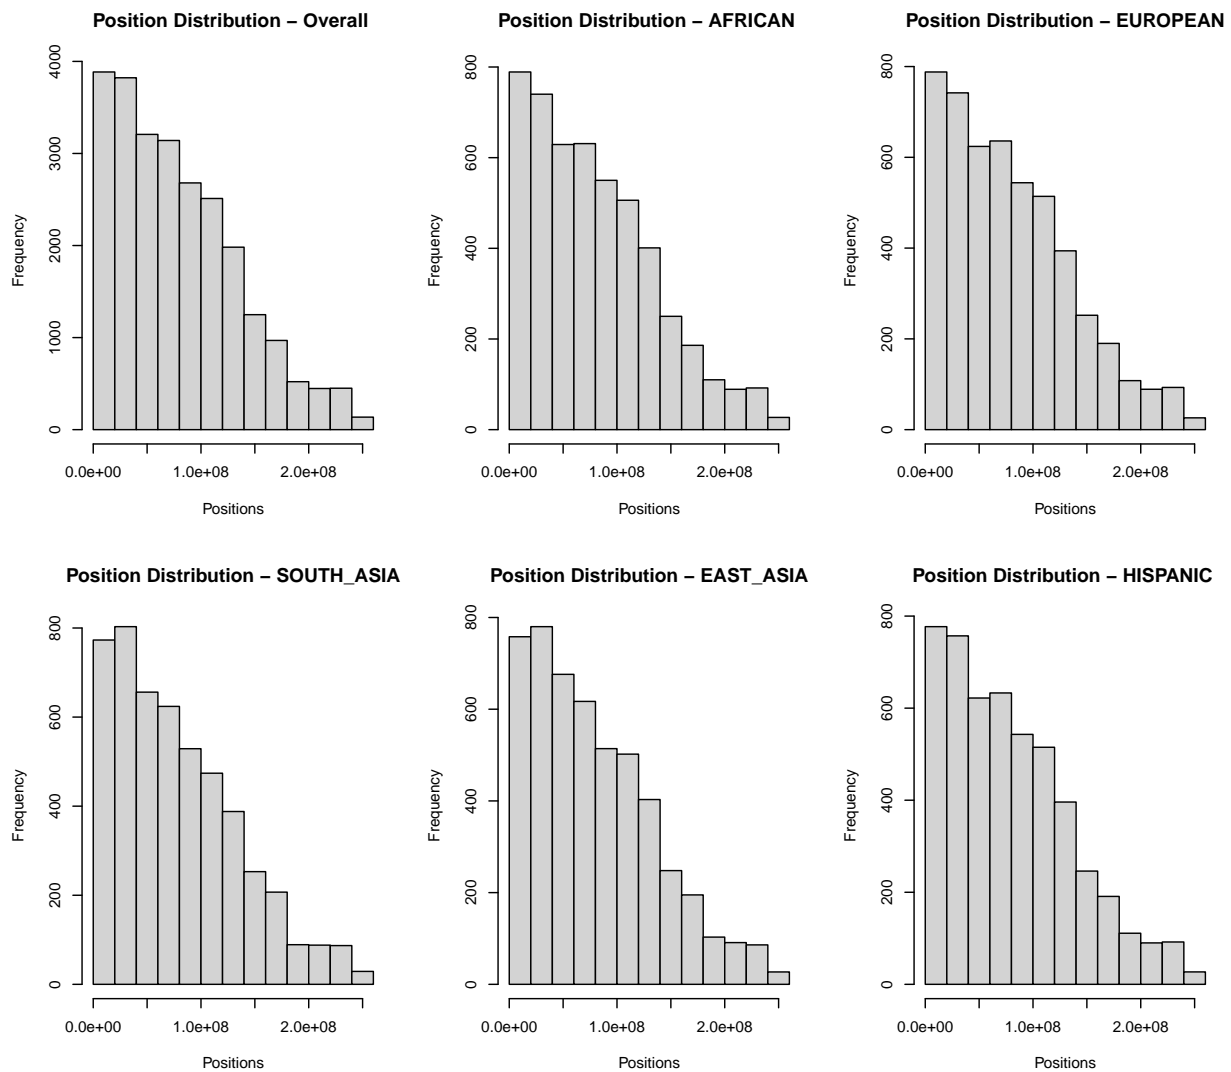 Position Distribution – Overall
Frequency
4000
3000
2000
1000
0
0.0e+00 1.0e+08 2.0e+08
Positions
Position Distribution – AFRICAN
Frequency
800
600
400
200
0
0.0e+00 1.0e+08 2.0e+08
Positions
Position Distribution – EUROPEAN
Frequency
800
600
400
200
0
0.0e+00 1.0e+08 2.0e+08
Positions
Position Distribution – SOUTH_ASIA
Frequency
800
600
400
200
0
0.0e+00 1.0e+08 2.0e+08
Positions
Position Distribution – EAST_ASIA
Frequency
800
600
400
200
0
0.0e+00 1.0e+08 2.0e+08
Positions
Position Distribution – HISPANIC
Frequency
800
600
400
200
0
0.0e+00 1.0e+08 2.0e+08
Positions